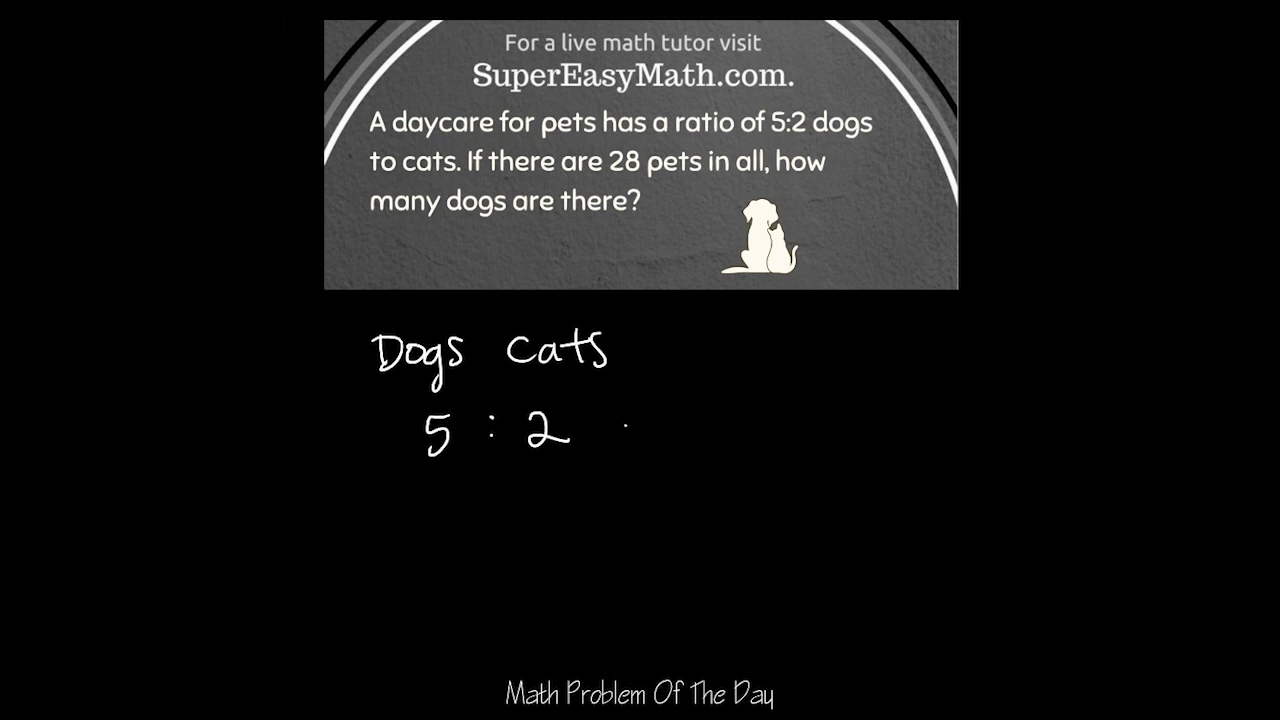 For a live math tutor visit
SuperEasyMath.com.
A daycare for pets has a ratio of 5:2 dogs
to cats. If there are 28 pets in all, how
many dogs are there?
Dogs Cats
5 : 2
Math Problem Of The Day